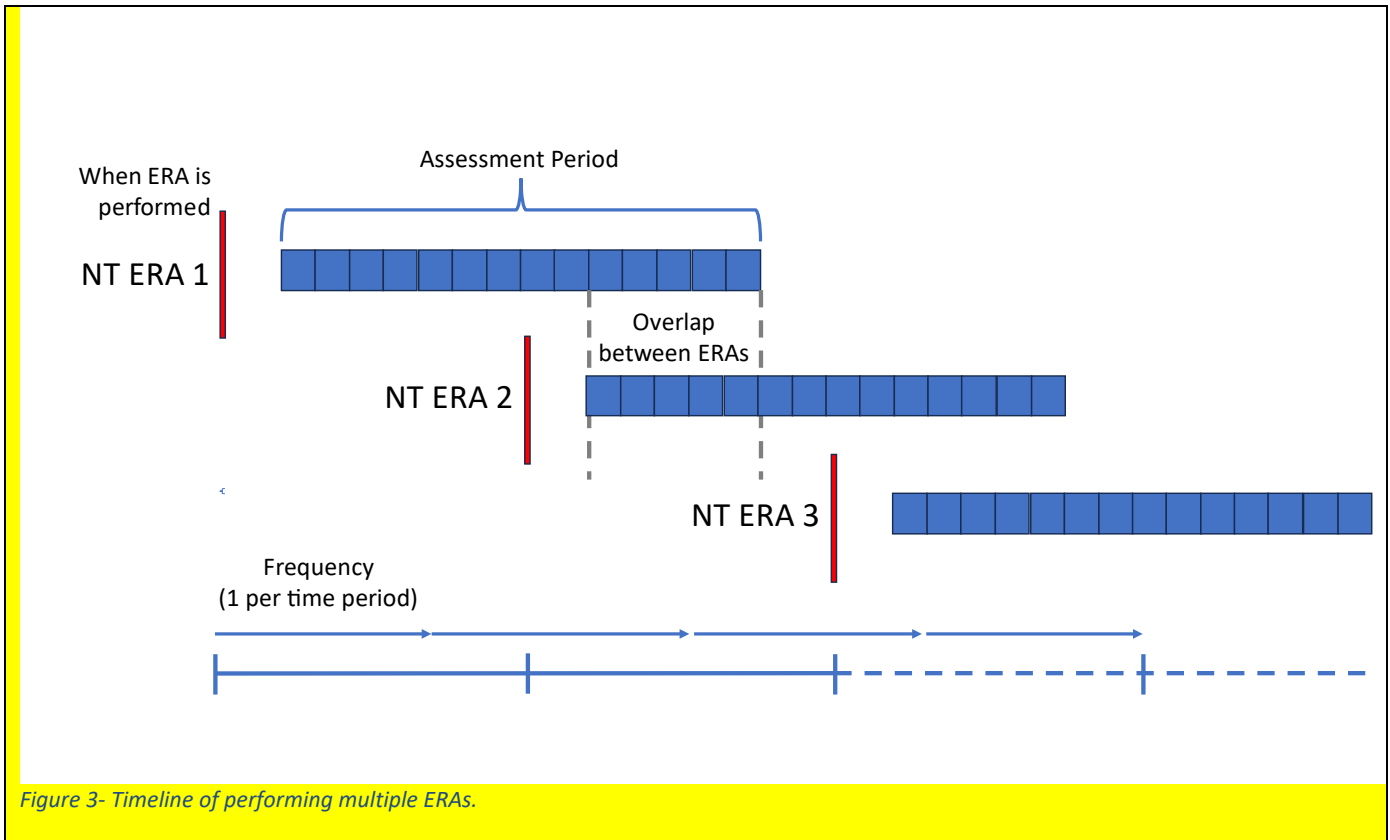 Assessment Period
When ERA is
performed
NT ERA 1
Overlap
between ERAs
NT ERA 2
NT ERA 3
Frequency
(1 per time period)
Figure 3- Timeline of performing multiple ERAs.